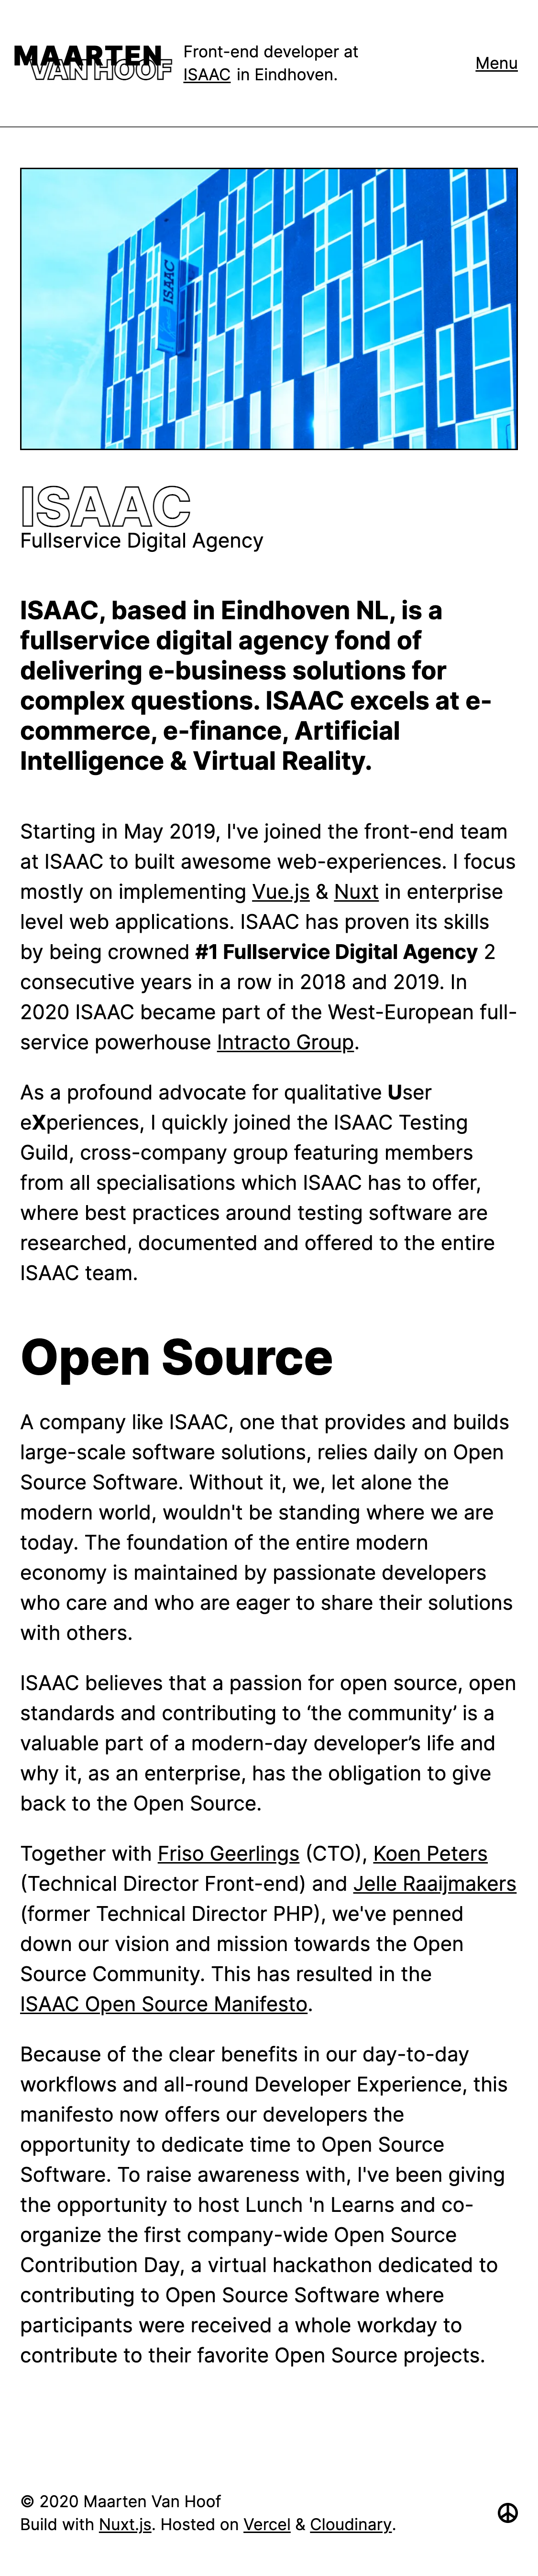 MAARTEN
VAN HOOF
Front-end developer at
ISAAC in Eindhoven.
Menu
ISAAC
ISAAC
Fullservice Digital Agency
ISAAC, based in Eindhoven NL, is a
fullservice digital agency fond of
delivering e-business solutions for
complex questions. ISAAC excels at e-
commerce, e-finance, Artificial
Intelligence & Virtual Reality.
Starting in May 2019, I've joined the front-end team
at ISAAC to built awesome web-experiences. I focus
mostly on implementing Vue.js & Nuxt in enterprise
level web applications. ISAAC has proven its skills
by being crowned #1 Fullservice Digital Agency 2
consecutive years in a row in 2018 and 2019. In
2020 ISAAC became part of the West-European full-
service powerhouse Intracto Group.
As a profound advocate for qualitative User
eXperiences, I quickly joined the ISAAC Testing
Guild, cross-company group featuring members
from all specialisations which ISAAC has to offer,
where best practices around testing software are
researched, documented and offered to the entire
ISAAC team.
Open Source
A company like ISAAC, one that provides and builds
large-scale software solutions, relies daily on Open
Source Software. Without it, we, let alone the
modern world, wouldn't be standing where we are
today. The foundation of the entire modern
economy is maintained by passionate developers
who care and who are eager to share their solutions
with others.
ISAAC believes that a passion for open source, open
standards and contributing to ‘the community’ is a
valuable part of a modern-day developer’s life and
why it, as an enterprise, has the obligation to give
back to the Open Source.
Together with Friso Geerlings (CTO), Koen Peters
(Technical Director Front-end) and Jelle Raaijmakers
(former Technical Director PHP), we've penned
down our vision and mission towards the Open
Source Community. This has resulted in the
ISAAC Open Source Manifesto.
Because of the clear benefits in our day-to-day
workflows and all-round Developer Experience, this
manifesto now offers our developers the
opportunity to dedicate time to Open Source
Software. To raise awareness with, I've been giving
the opportunity to host Lunch 'n Learns and co-
organize the first company-wide Open Source
Contribution Day, a virtual hackathon dedicated to
contributing to Open Source Software where
participants were received a whole workday to
contribute to their favorite Open Source projects.
© 2020 Maarten Van Hoof
Build with Nuxt.js. Hosted on Vercel & Cloudinary.